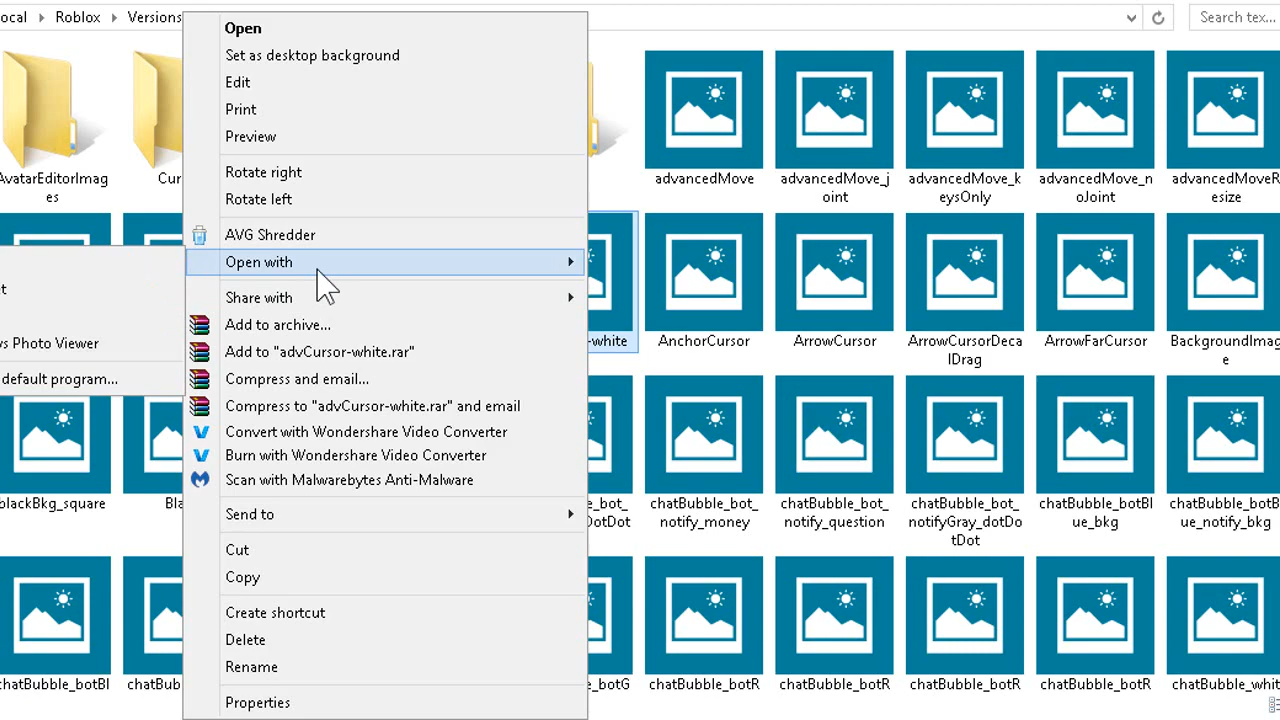 ocal
Roblox
Versions
Search tex...
AvatarEditorImag
es
Cur
advancedMove
advancedMove_j
oint
advancedMove_k
eysOnly
advancedMove_n
oJoint
advancedMoveR
esize
Open
Set as desktop background
Edit
Print
Preview
Rotate right
Rotate left
AVG Shredder
Open with
Share with
Add to archive...
Add to "advCursor-white.rar"
Compress and email...
Compress to "advCursor-white.rar" and email
Convert with Wondershare Video Converter
Burn with Wondershare Video Converter
Scan with Malwarebytes Anti-Malware
Send to
Cut
Copy
Create shortcut
Delete
Rename
Properties
et
vs Photo Viewer
default program...
-white
AnchorCursor
ArrowCursor
ArrowCursorDeca
lDrag
ArrowFarCursor
BackgroundImag
e
blackBkg_square
Bla
_bot_
DotDot
chatBubble_bot_
notify_money
chatBubble_bot_
notify_question
chatBubble_bot_
notifyGray_dotDo
tDot
chatBubble_botBl
ue_bkg
chatBubble_botBl
ue_notify_bkg
chatBubble_botBl
chatBub
_botG
chatBubble_botR
chatBubble_botR
chatBubble_botR
chatBubble_botR
chatBubble_whit